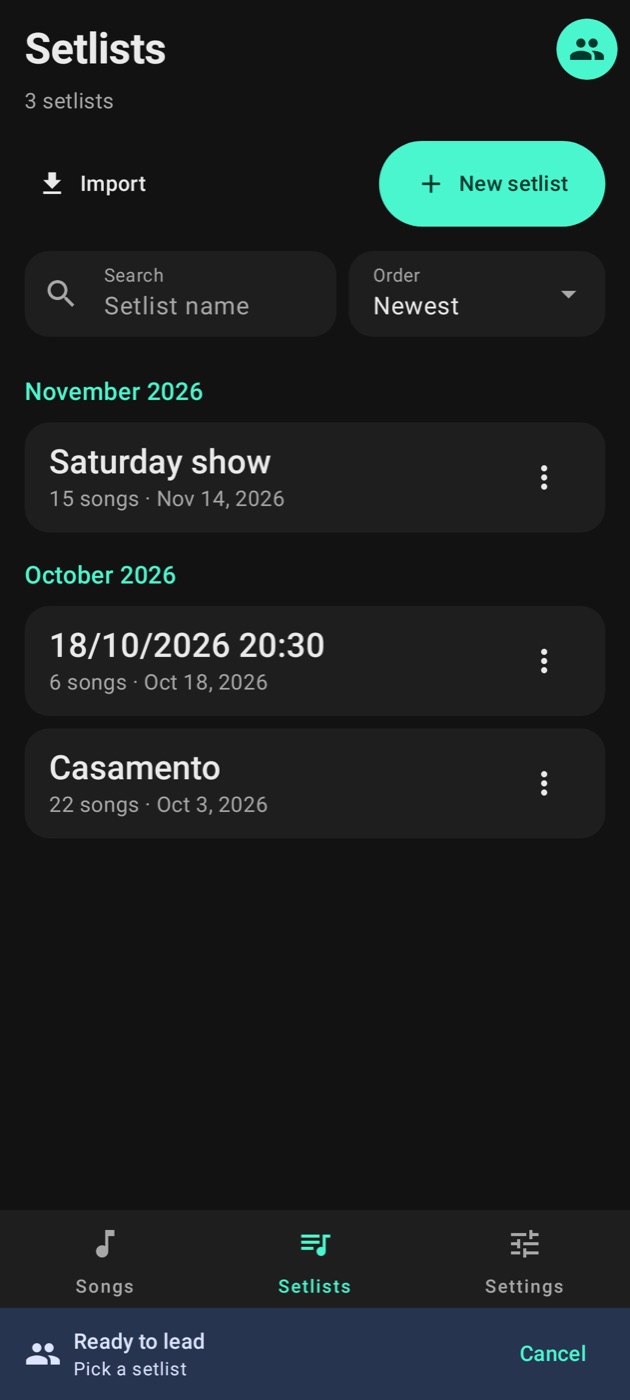 Setlists
3 setlists
Import
New setlist
Search
Setlist name
Order
Newest
November 2026
Saturday show
15 songs · Nov 14, 2026
October 2026
18/10/2026 20:30
6 songs · Oct 18, 2026
Casamento
22 songs · Oct 3, 2026
Songs
Setlists
Settings
Ready to lead
Pick a setlist
Cancel